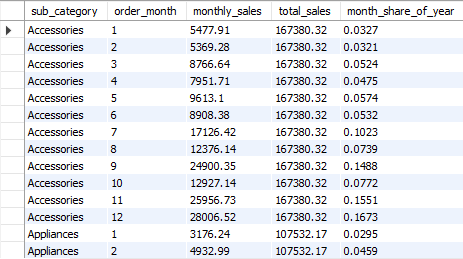 sub_category order_month monthly_sales total_sales month_share_of_year
Accessories 1 5477.91 167380.32 0.0327
Accessories 2 5369.28 167380.32 0.0321
Accessories 3 8766.64 167380.32 0.0524
Accessories 4 7951.71 167380.32 0.0475
Accessories 5 9613.1 167380.32 0.0574
Accessories 6 8908.38 167380.32 0.0532
Accessories 7 17126.42 167380.32 0.1023
Accessories 8 12376.14 167380.32 0.0739
Accessories 9 24900.35 167380.32 0.1488
Accessories 10 12927.14 167380.32 0.0772
Accessories 11 25956.73 167380.32 0.1551
Accessories 12 28006.52 167380.32 0.1673
Appliances 1 3176.24 107532.17 0.0295
Appliances 2 4932.99 107532.17 0.0459